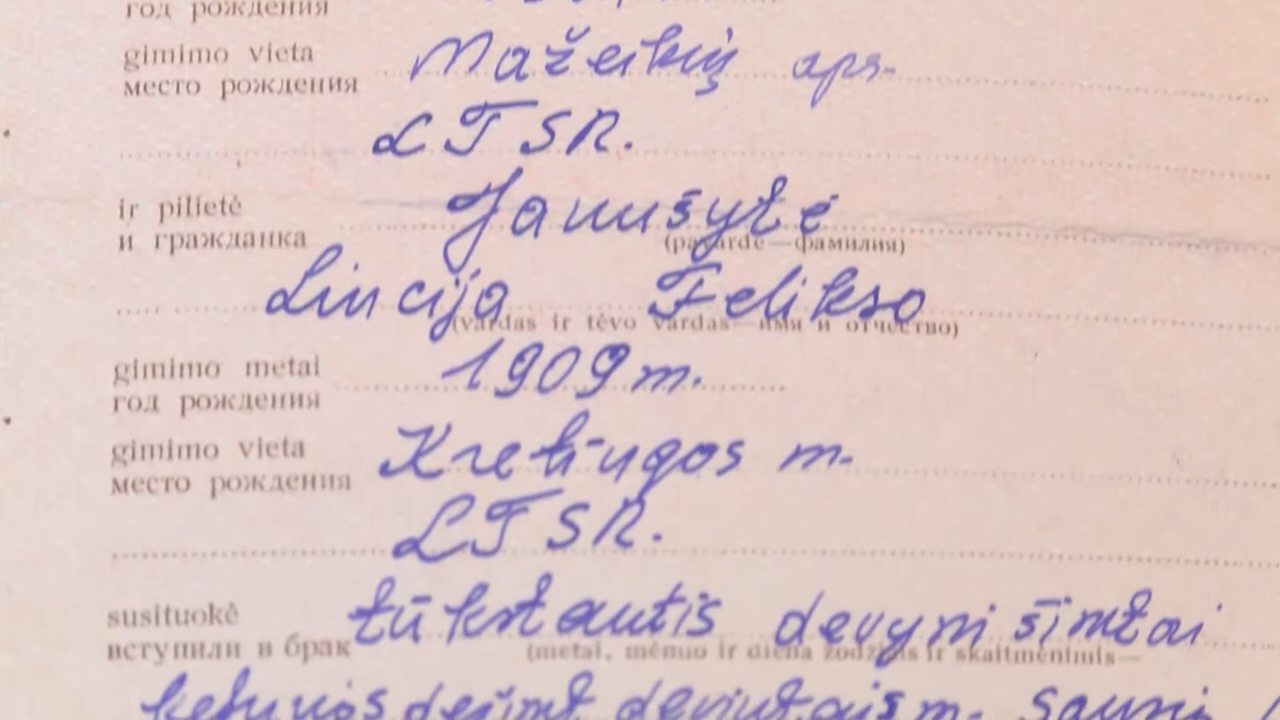 год рождения
gimimo vieta Mažeikių aps.
место рождения
LTSR.
ir pilietė Janušytė
и гражданка
(pavardė—фамилия)
Liucija Felikso
(vardas ir tėvo vardas—имя и отчество)
gimimo metai 1909 m.
год рождения
gimimo vieta Kretingos m.
место рождения
LTSR.
susituokė tūkstantis devyni šimtai
вступили в брак
(metai, mėnuo ir diena žodžiais ir skaitmenimis—
keturiasdešimt devintais m.